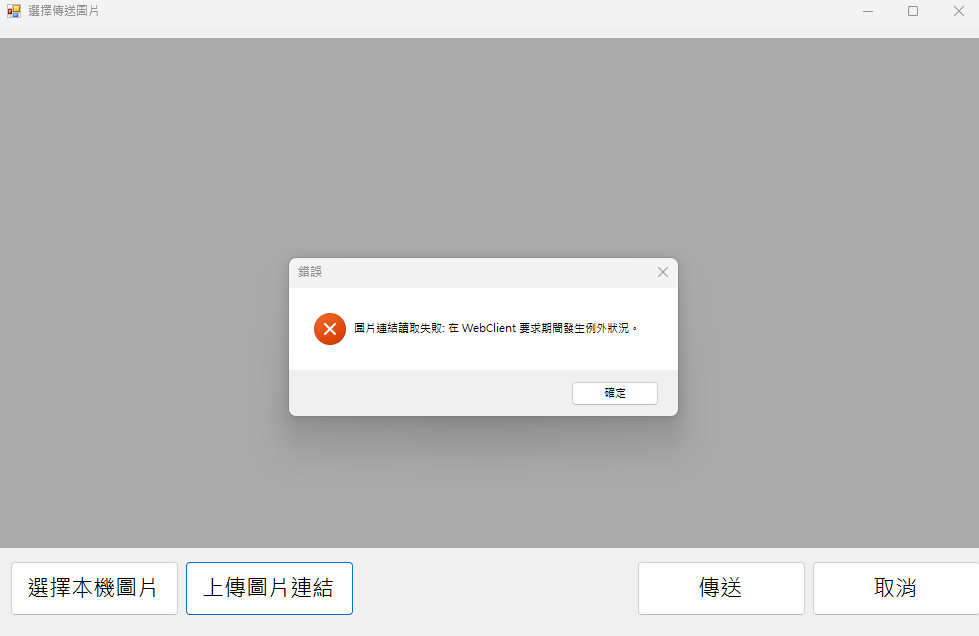 選擇傳送圖片
錯誤
圖片連結讀取失敗: 在 WebClient 要求期間發生例外狀況。
確定
選擇本機圖片
上傳圖片連結
傳送
取消